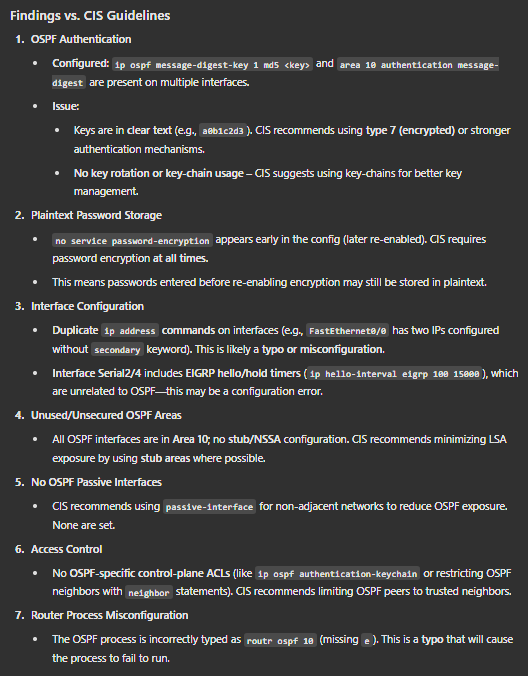 Findings vs. CIS Guidelines
1. OSPF Authentication
• Configured: ip ospf message-digest-key 1 md5 <key> and area 10 authentication message-
digest are present on multiple interfaces.
• Issue:
• Keys are in clear text (e.g., a0b1c2d3). CIS recommends using type 7 (encrypted) or stronger
authentication mechanisms.
• No key rotation or key-chain usage – CIS suggests using key-chains for better key
management.
2. Plaintext Password Storage
• no service password-encryption appears early in the config (later re-enabled). CIS requires
password encryption at all times.
• This means passwords entered before re-enabling encryption may still be stored in plaintext.
3. Interface Configuration
• Duplicate ip address commands on interfaces (e.g., FastEthernet0/0 has two IPs configured
without secondary keyword). This is likely a typo or misconfiguration.
• Interface Serial2/4 includes EIGRP hello/hold timers (ip hello-interval eigrp 100 15000), which
are unrelated to OSPF—this may be a configuration error.
4. Unused/Unsecured OSPF Areas
• All OSPF interfaces are in Area 10; no stub/NSSA configuration. CIS recommends minimizing LSA
exposure by using stub areas where possible.
5. No OSPF Passive Interfaces
• CIS recommends using passive-interface for non-adjacent networks to reduce OSPF exposure.
None are set.
6. Access Control
• No OSPF-specific control-plane ACLs (like ip ospf authentication-keychain or restricting OSPF
neighbors with neighbor statements). CIS recommends limiting OSPF peers to trusted neighbors.
7. Router Process Misconfiguration
• The OSPF process is incorrectly typed as routr ospf 10 (missing e). This is a typo that will cause
the process to fail to run.